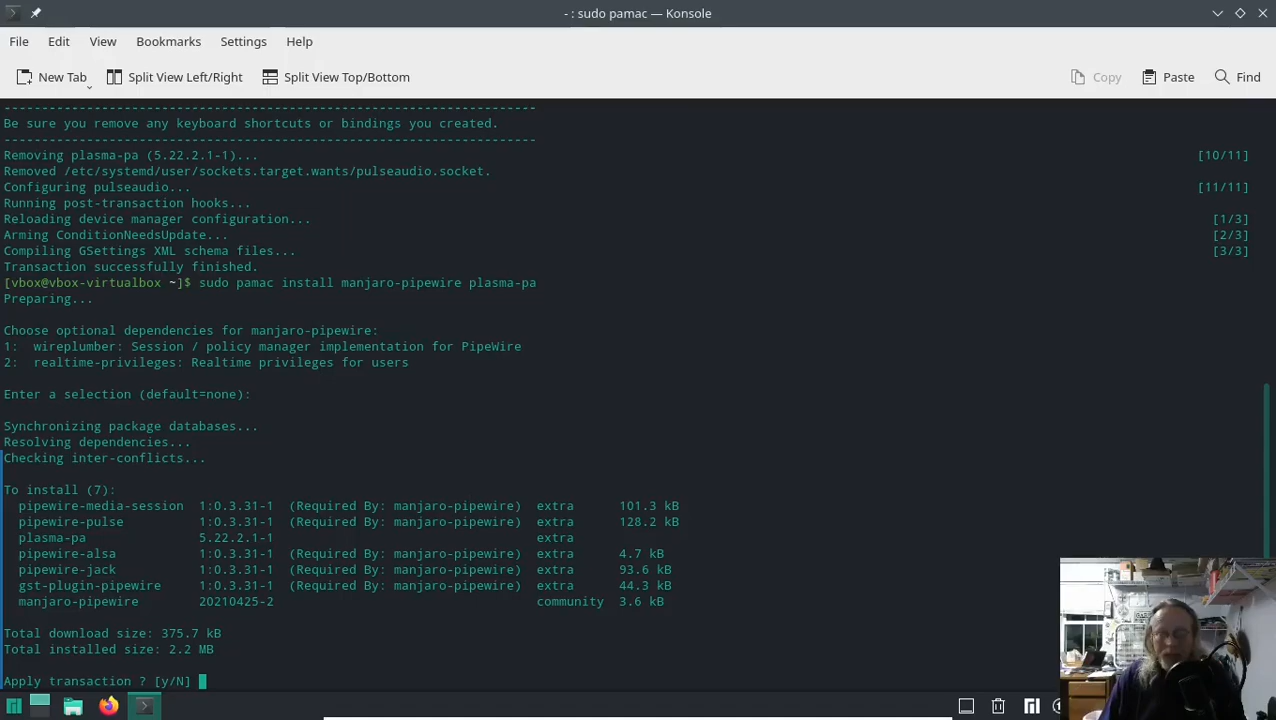 - : sudo pamac — Konsole
File Edit View Bookmarks Settings Help
New Tab Split View Left/Right Split View Top/Bottom Copy Paste Find
-----------------------------------------------------------------------
Be sure you remove any keyboard shortcuts or bindings you created.
-----------------------------------------------------------------------
Removing plasma-pa (5.22.2.1-1)... [10/11]
Removed /etc/systemd/user/sockets.target.wants/pulseaudio.socket.
Configuring pulseaudio... [11/11]
Running post-transaction hooks...
Reloading device manager configuration... [1/3]
Arming ConditionNeedsUpdate... [2/3]
Compiling GSettings XML schema files... [3/3]
Transaction successfully finished.
[vbox@vbox-virtualbox ~]$ sudo pamac install manjaro-pipewire plasma-pa
Preparing...
Choose optional dependencies for manjaro-pipewire:
1: wireplumber: Session / policy manager implementation for PipeWire
2: realtime-privileges: Realtime privileges for users
Enter a selection (default=none):
Synchronizing package databases...
Resolving dependencies...
Checking inter-conflicts...
To install (7):
pipewire-media-session 1:0.3.31-1 (Required By: manjaro-pipewire) extra 101.3 kB
pipewire-pulse 1:0.3.31-1 (Required By: manjaro-pipewire) extra 128.2 kB
plasma-pa 5.22.2.1-1 extra
pipewire-alsa 1:0.3.31-1 (Required By: manjaro-pipewire) extra 4.7 kB
pipewire-jack 1:0.3.31-1 (Required By: manjaro-pipewire) extra 93.6 kB
gst-plugin-pipewire 1:0.3.31-1 (Required By: manjaro-pipewire) extra 44.3 kB
manjaro-pipewire 20210425-2 community 3.6 kB
Total download size: 375.7 kB
Total installed size: 2.2 MB
Apply transaction ? [y/N]